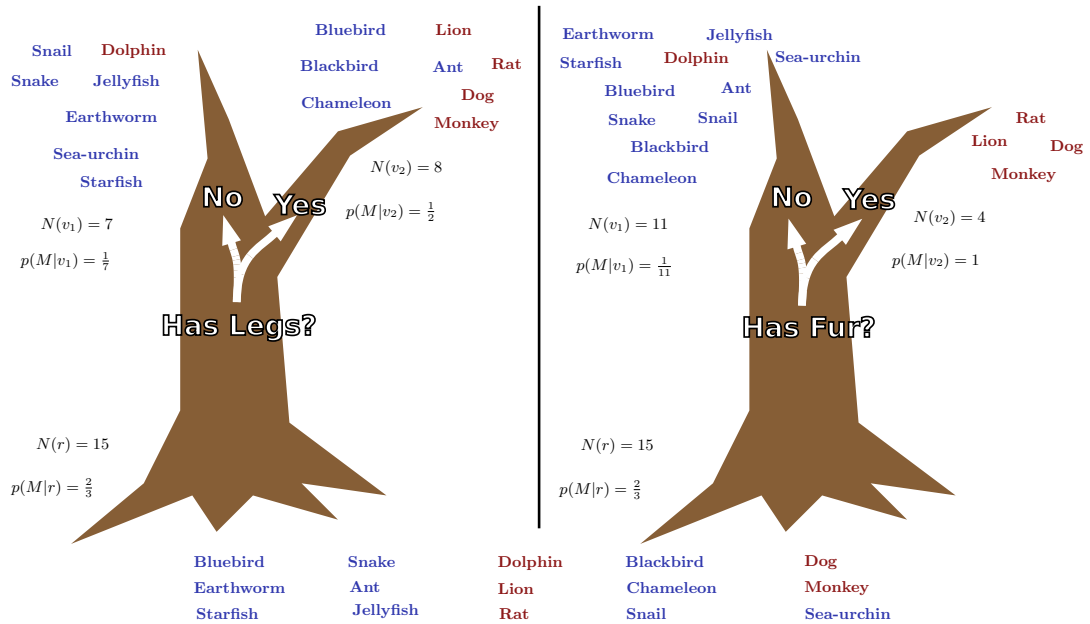 Bluebird
Lion
Snail
Dolphin
Blackbird
Ant
Rat
Snake
Jellyfish
Chameleon
Dog
Earthworm
Monkey
Sea-urchin
Starfish
N(v₂) = 8
No
Yes
p(M|v₂) = 1/2
N(v₁) = 7
p(M|v₁) = 1/7
Has Legs?
N(r) = 15
p(M|r) = 2/3
Earthworm
Jellyfish
Starfish
Dolphin
Sea-urchin
Bluebird
Ant
Snake
Snail
Rat
Blackbird
Lion
Dog
Chameleon
Monkey
No
Yes
N(v₁) = 11
N(v₂) = 4
p(M|v₁) = 1/11
p(M|v₂) = 1
Has Fur?
N(r) = 15
p(M|r) = 2/3
Bluebird Snake Dolphin Blackbird Dog
Earthworm Ant Lion Chameleon Monkey
Starfish Jellyfish Rat Snail Sea-urchin